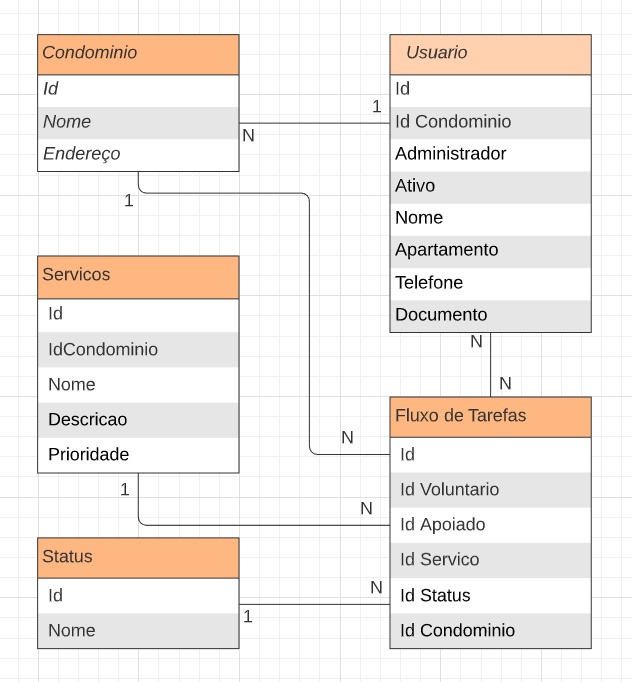 Condominio
Id
Nome
Endereço
Usuario
Id
Id Condominio
Administrador
Ativo
Nome
Apartamento
Telefone
Documento
1
N
1
N
N
N
Servicos
Id
IdCondominio
Nome
Descricao
Prioridade
1
N
Fluxo de Tarefas
Id
Id Voluntario
Id Apoiado
Id Servico
Id Status
Id Condominio
Status
Id
Nome
N
1